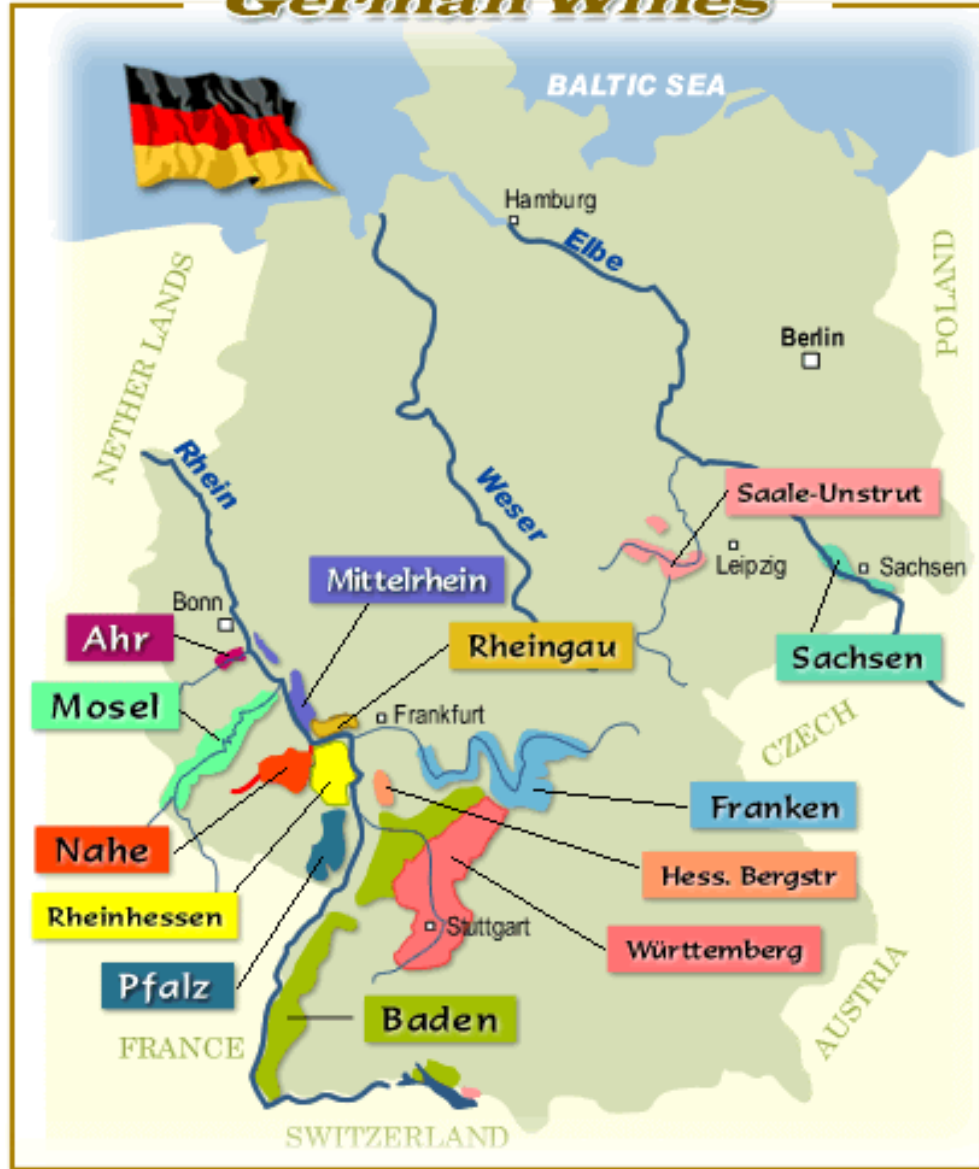 German Wines
BALTIC SEA
Hamburg
Elbe
POLAND
Berlin
NETHER LANDS
Rhein
Weser
Saale-Unstrut
Leipzig
Sachsen
Mittelrhein
Bonn
Ahr
Rheingau
Sachsen
Mosel
Frankfurt
CZECH
Franken
Nahe
Hess. Bergstr
Rheinhessen
Stuttgart
Württemberg
Pfalz
Baden
AUSTRIA
FRANCE
SWITZERLAND